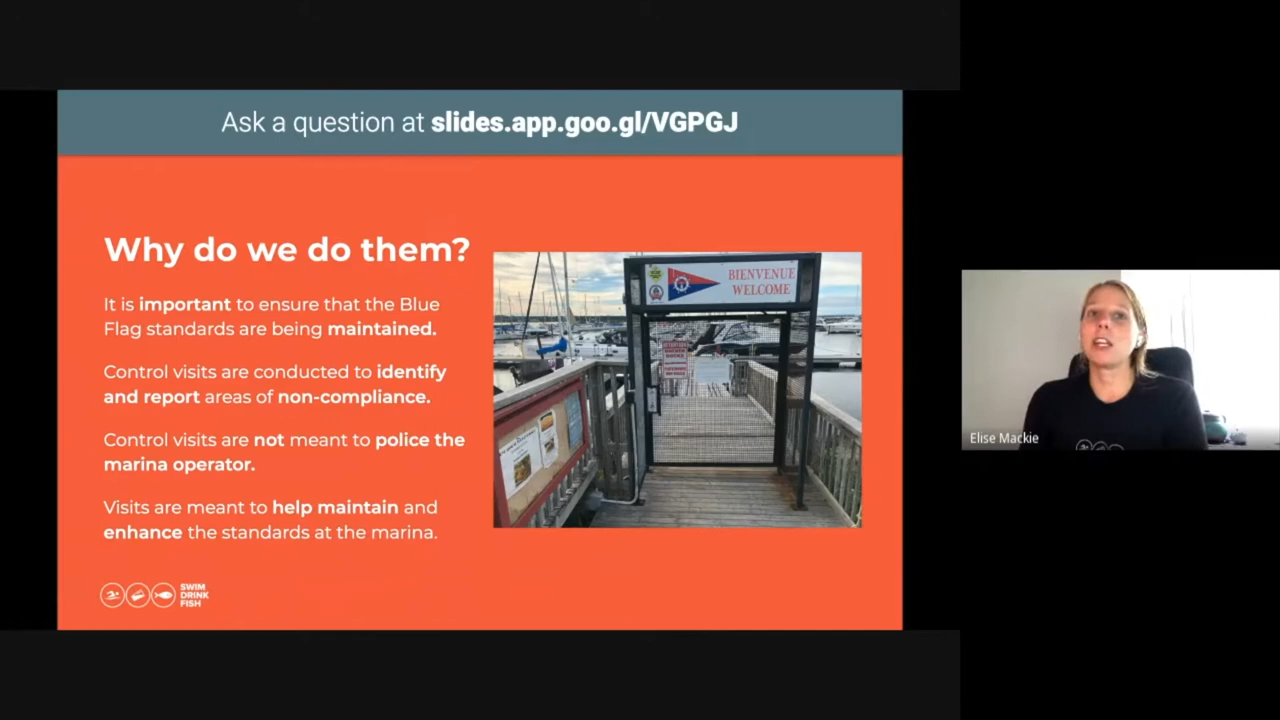 Ask a question at slides.app.goo.gl/VGPGJ
Why do we do them?
It is important to ensure that the Blue
Flag standards are being maintained.
Control visits are conducted to identify
and report areas of non-compliance.
Control visits are not meant to police the
marina operator.
Visits are meant to help maintain and
enhance the standards at the marina.
SWIM
DRINK
FISH
BIENVENUE
WELCOME
Elise Mackie